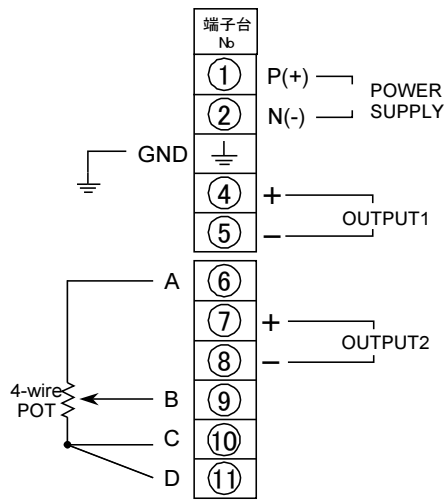 端子台
No
① P(+) POWER
② N(-) SUPPLY
GND
④ +
⑤ − OUTPUT1
A ⑥
⑦ +
⑧ − OUTPUT2
4-wire
POT
B ⑨
C ⑩
D ⑪